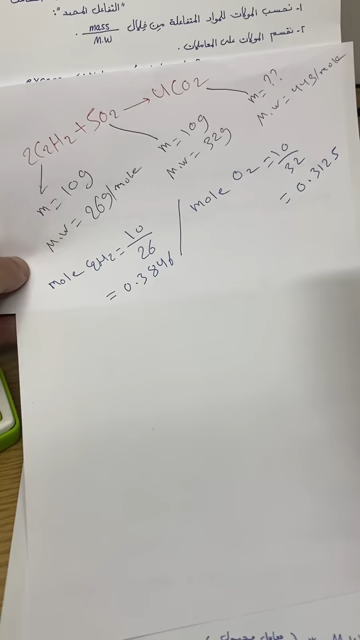 "التفاعل المحدد":
١- نحسب المولات للمواد المتفاعلة من خلال mass / M.W .
٢- نقسم المولات على المعاملات .
2C2H2 + 5O2 → 4CO2
m = 10g
M.W = 26g/mole
m = 10g
M.W = 32g
m = ??
M.W = 44g/mole
mole C2H2 = 10 / 26
= 0.3846
mole O2 = 10 / 32
= 0.3125